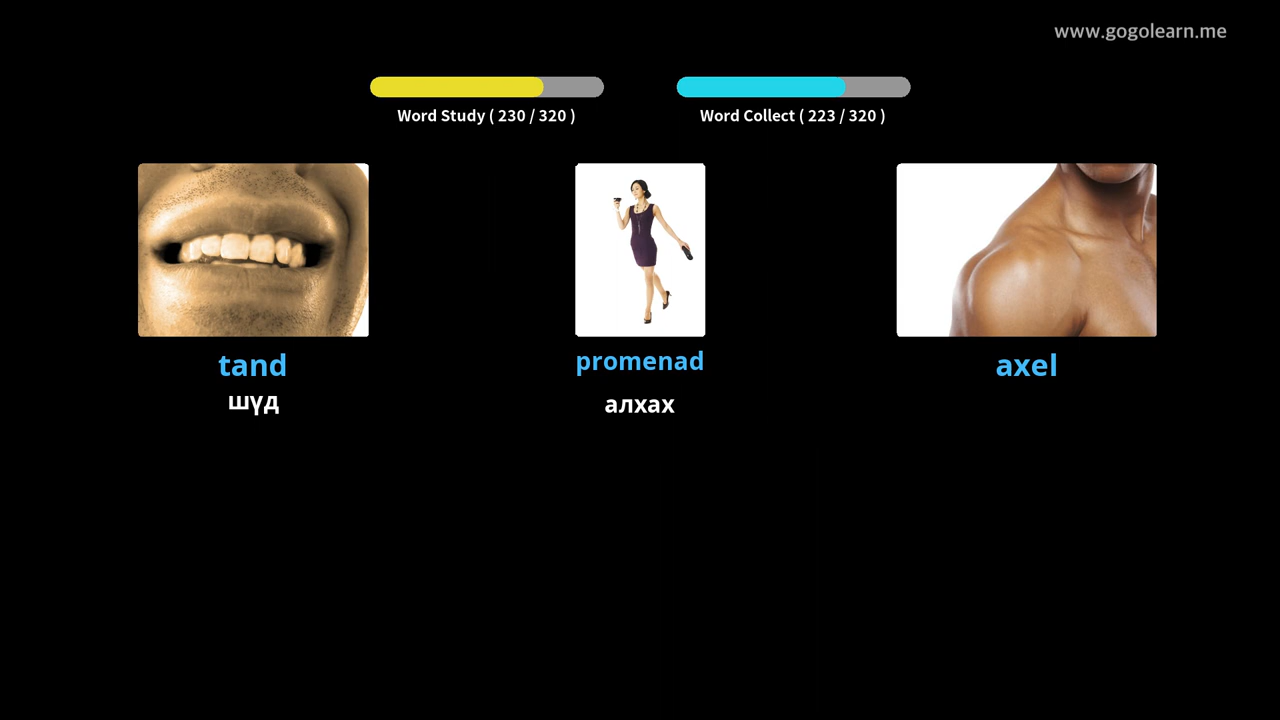 www.gogolearn.me
Word Study ( 230 / 320 )
Word Collect ( 223 / 320 )
tand
шүд
promenad
алхах
axel